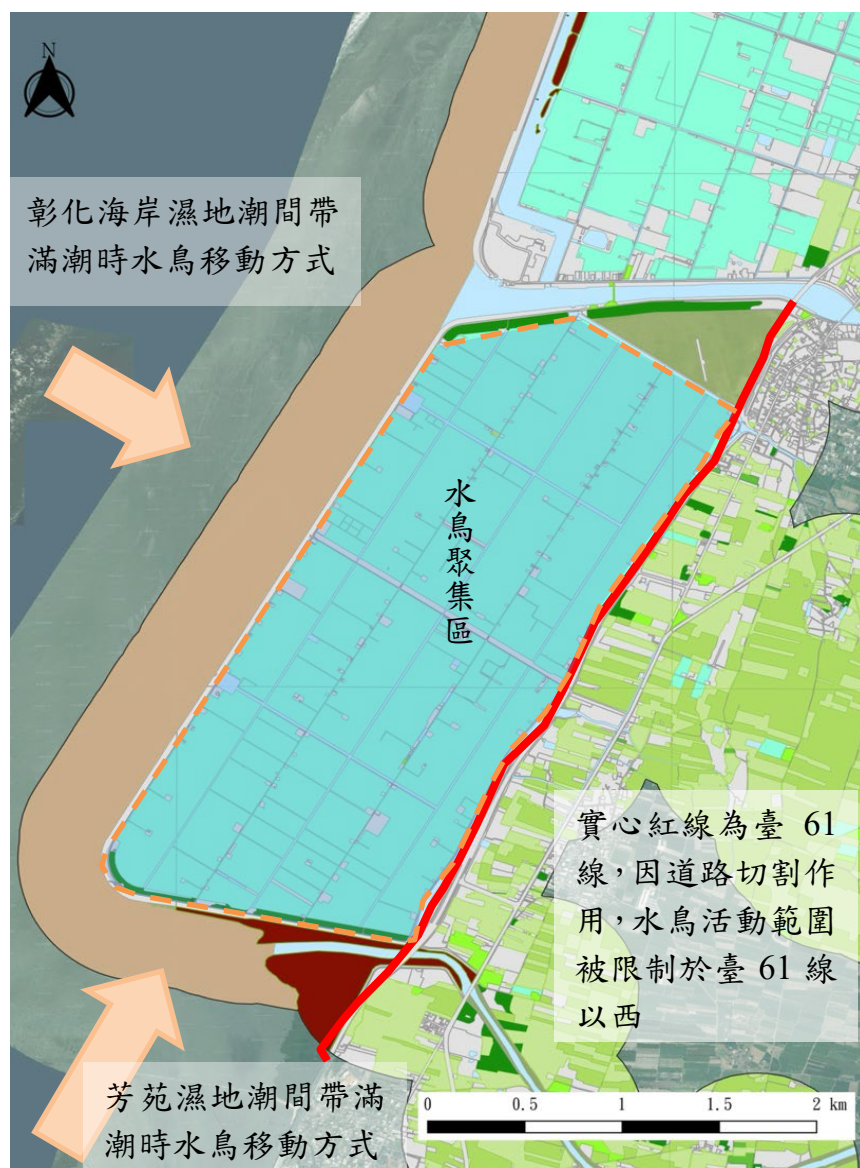 N
彰化海岸濕地潮間帶
滿潮時水鳥移動方式
水鳥聚集區
實心紅線為臺 61
線，因道路切割作
用，水鳥活動範圍
被限制於臺 61 線
以西
芳苑濕地潮間帶滿
潮時水鳥移動方式
0 0.5 1 1.5 2 km